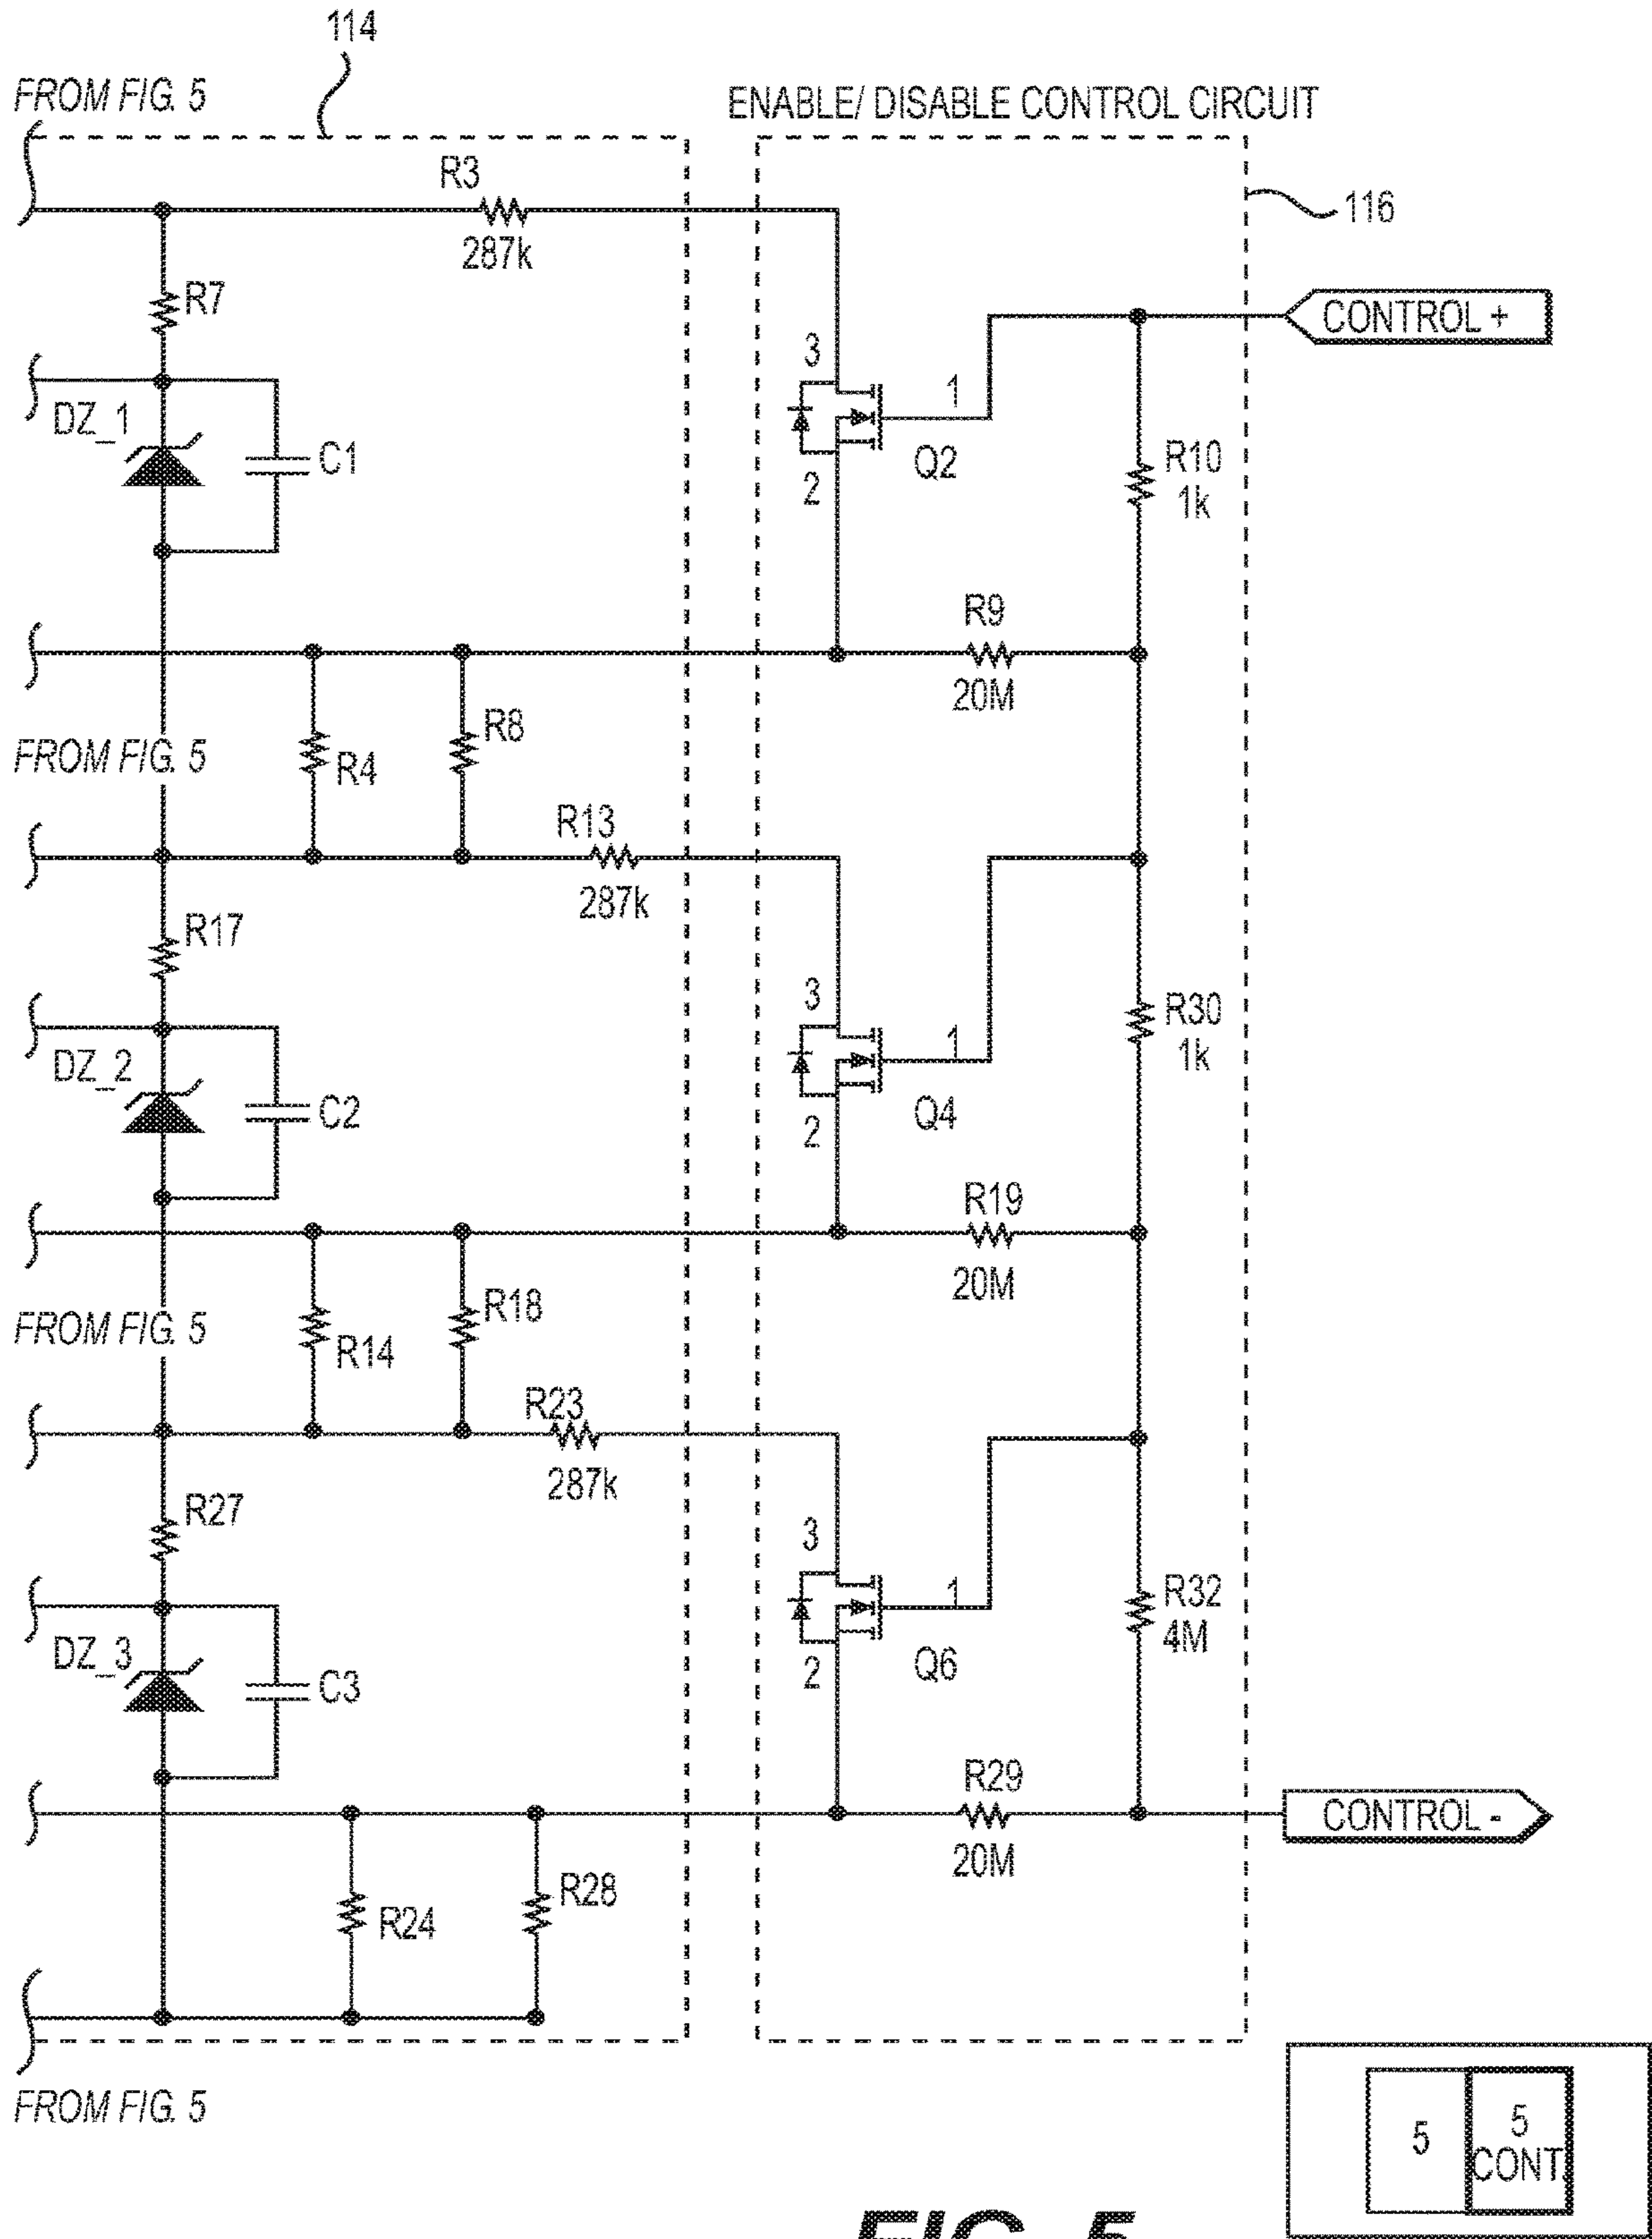 114
FROM FIG. 5
ENABLE/ DISABLE CONTROL CIRCUIT
R3
287k
116
R7
CONTROL +
3
1
DZ_1
C1
2
Q2
R10
1k
R9
20M
FROM FIG. 5
R4
R8
R13
287k
R17
3
1
DZ_2
C2
2
Q4
R30
1k
R19
20M
FROM FIG. 5
R14
R18
R23
287k
R27
3
1
DZ_3
C3
2
Q6
R32
4M
R29
20M
CONTROL -
R24
R28
FROM FIG. 5
5
5
CONT.
FIG. 5